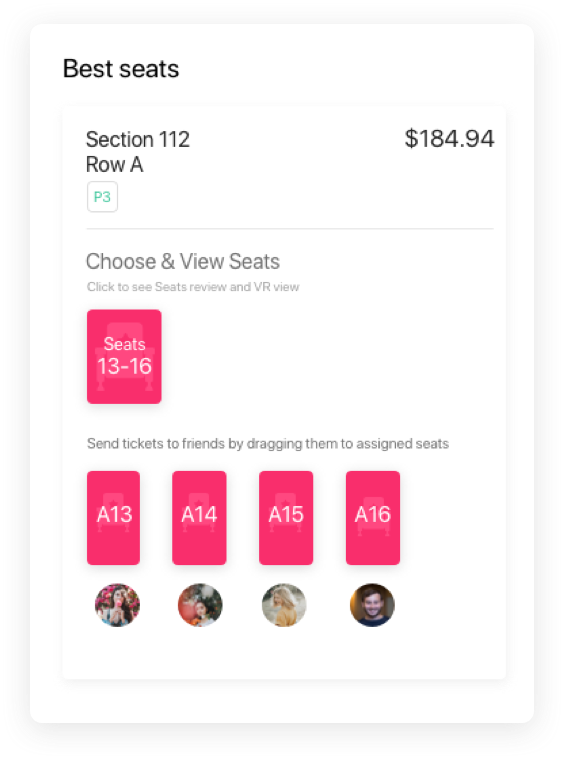 Best seats
Section 112
$184.94
Row A
P3
Choose & View Seats
Click to see Seats review and VR view
Seats
13-16
Send tickets to friends by dragging them to assigned seats
A13 A14 A15 A16